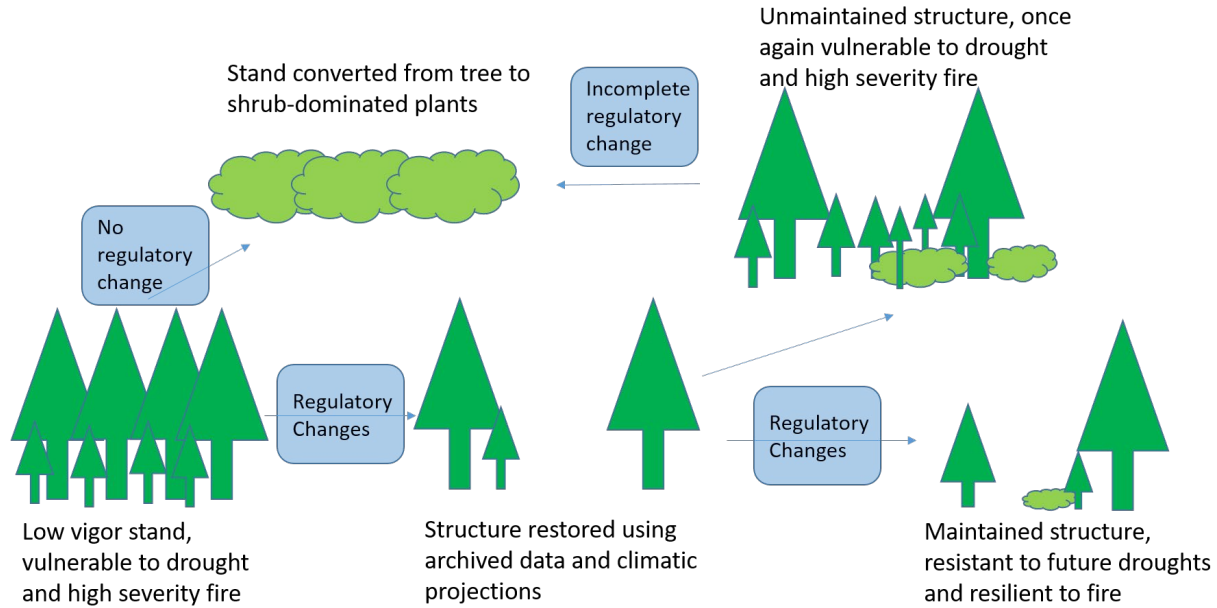 Unmaintained structure, once
again vulnerable to drought
and high severity fire
Stand converted from tree to
shrub-dominated plants
Incomplete
regulatory
change
No
regulatory
change
Regulatory
Changes
Regulatory
Changes
Low vigor stand,
vulnerable to drought
and high severity fire
Structure restored using
archived data and climatic
projections
Maintained structure,
resistant to future droughts
and resilient to fire